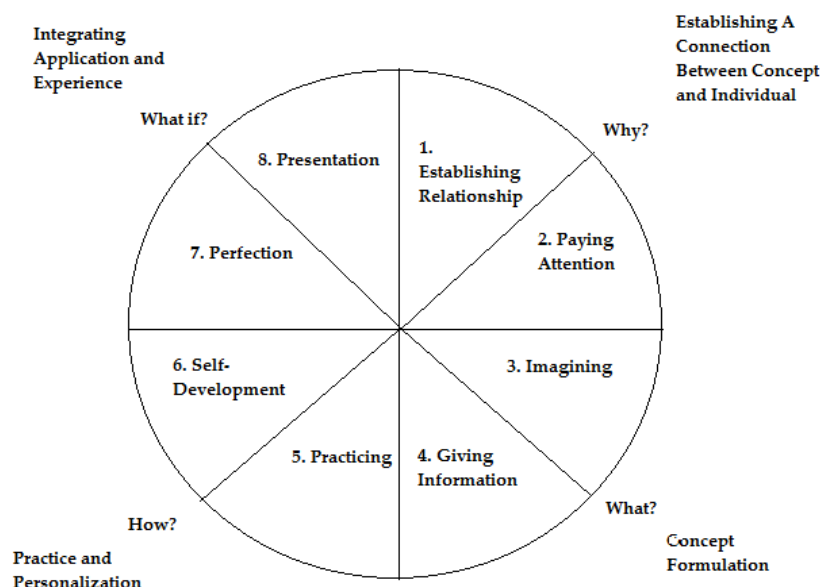 Integrating
Application and
Experience
Establishing A
Connection
Between Concept
and Individual
What if?
Why?
8. Presentation
1.
Establishing
Relationship
7. Perfection
2. Paying
Attention
6. Self-
Development
3. Imagining
5. Practicing
4. Giving
Information
How?
What?
Practice and
Personalization
Concept
Formulation